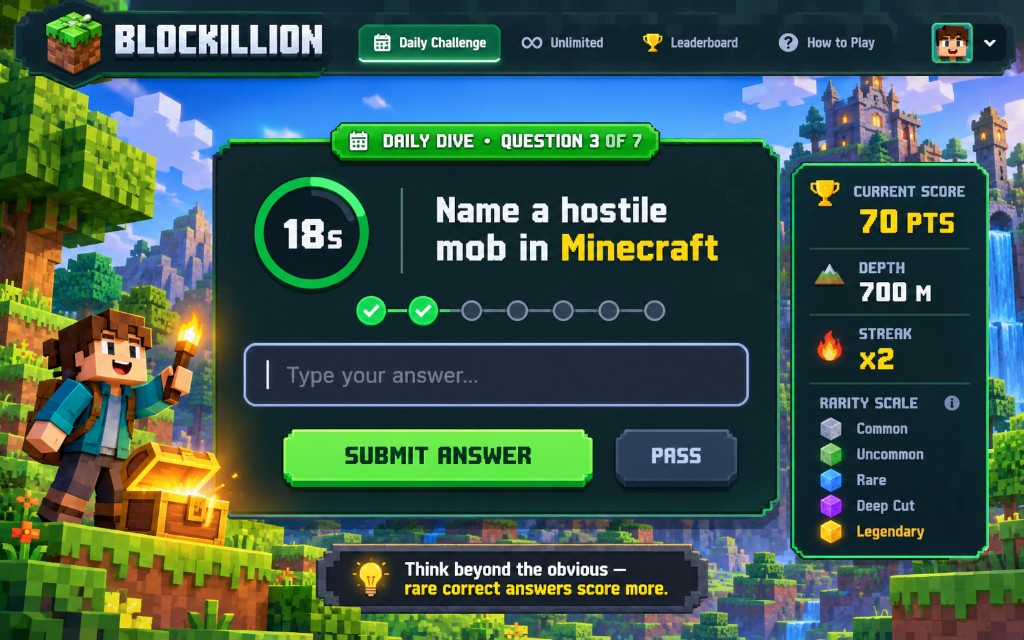 BLOCKILLION
Daily Challenge
Unlimited
Leaderboard
How to Play
DAILY DIVE • QUESTION 3 OF 7
18s
Name a hostile
mob in Minecraft
Type your answer...
SUBMIT ANSWER
PASS
CURRENT SCORE
70 PTS
DEPTH
700 M
STREAK
x2
RARITY SCALE
Common
Uncommon
Rare
Deep Cut
Legendary
Think beyond the obvious —
rare correct answers score more.